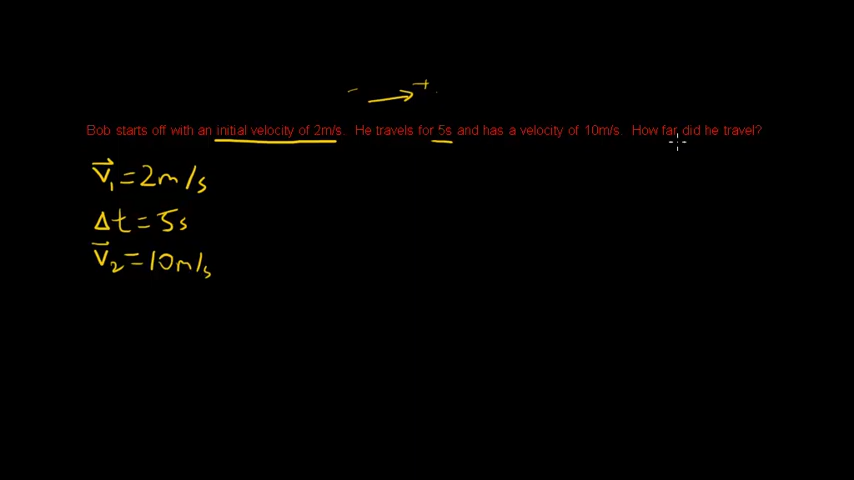 - → +
Bob starts off with an initial velocity of 2m/s. He travels for 5s and has a velocity of 10m/s. How far did he travel?
V⃗₁ = 2m/s
Δt = 5s
V⃗₂ = 10m/s